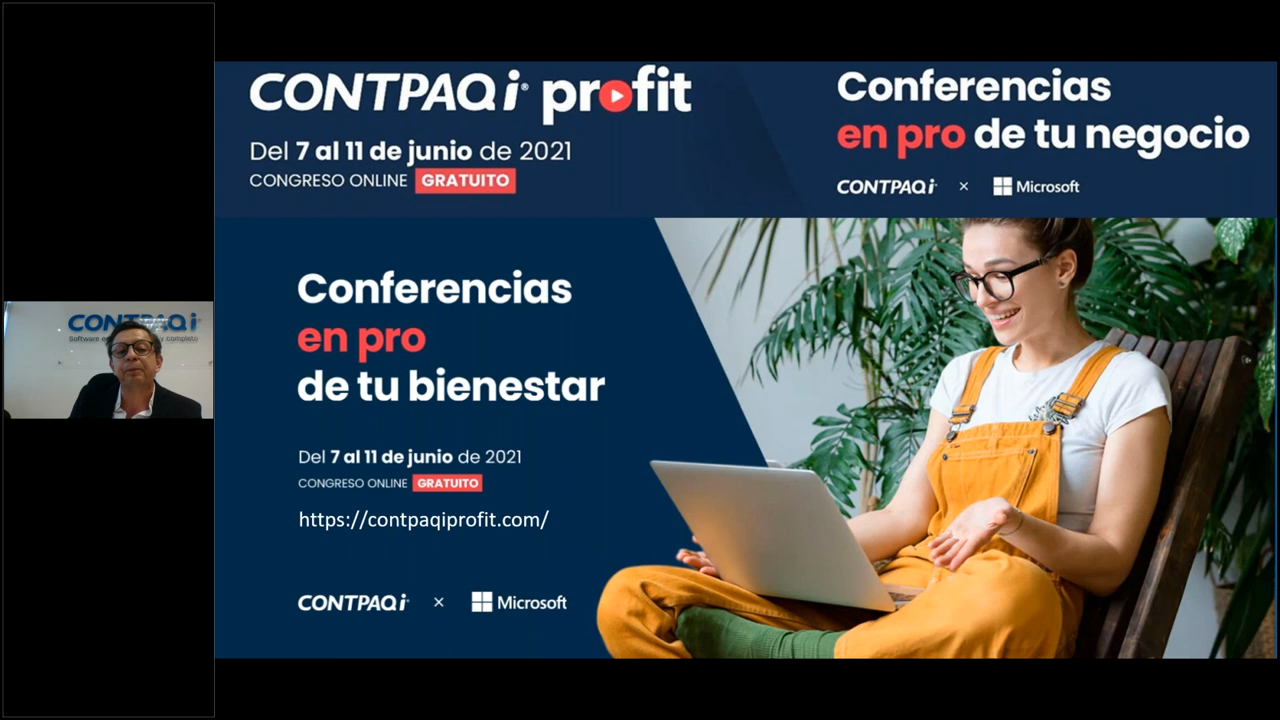 CONTPAQi® profit
Del 7 al 11 de junio de 2021
CONGRESO ONLINE GRATUITO
Conferencias
en pro de tu negocio
CONTPAQi® × Microsoft
Conferencias
en pro
de tu bienestar
Del 7 al 11 de junio de 2021
CONGRESO ONLINE GRATUITO
https://contpaqiprofit.com/
CONTPAQi® × Microsoft
CONTPAQi
Software
completo